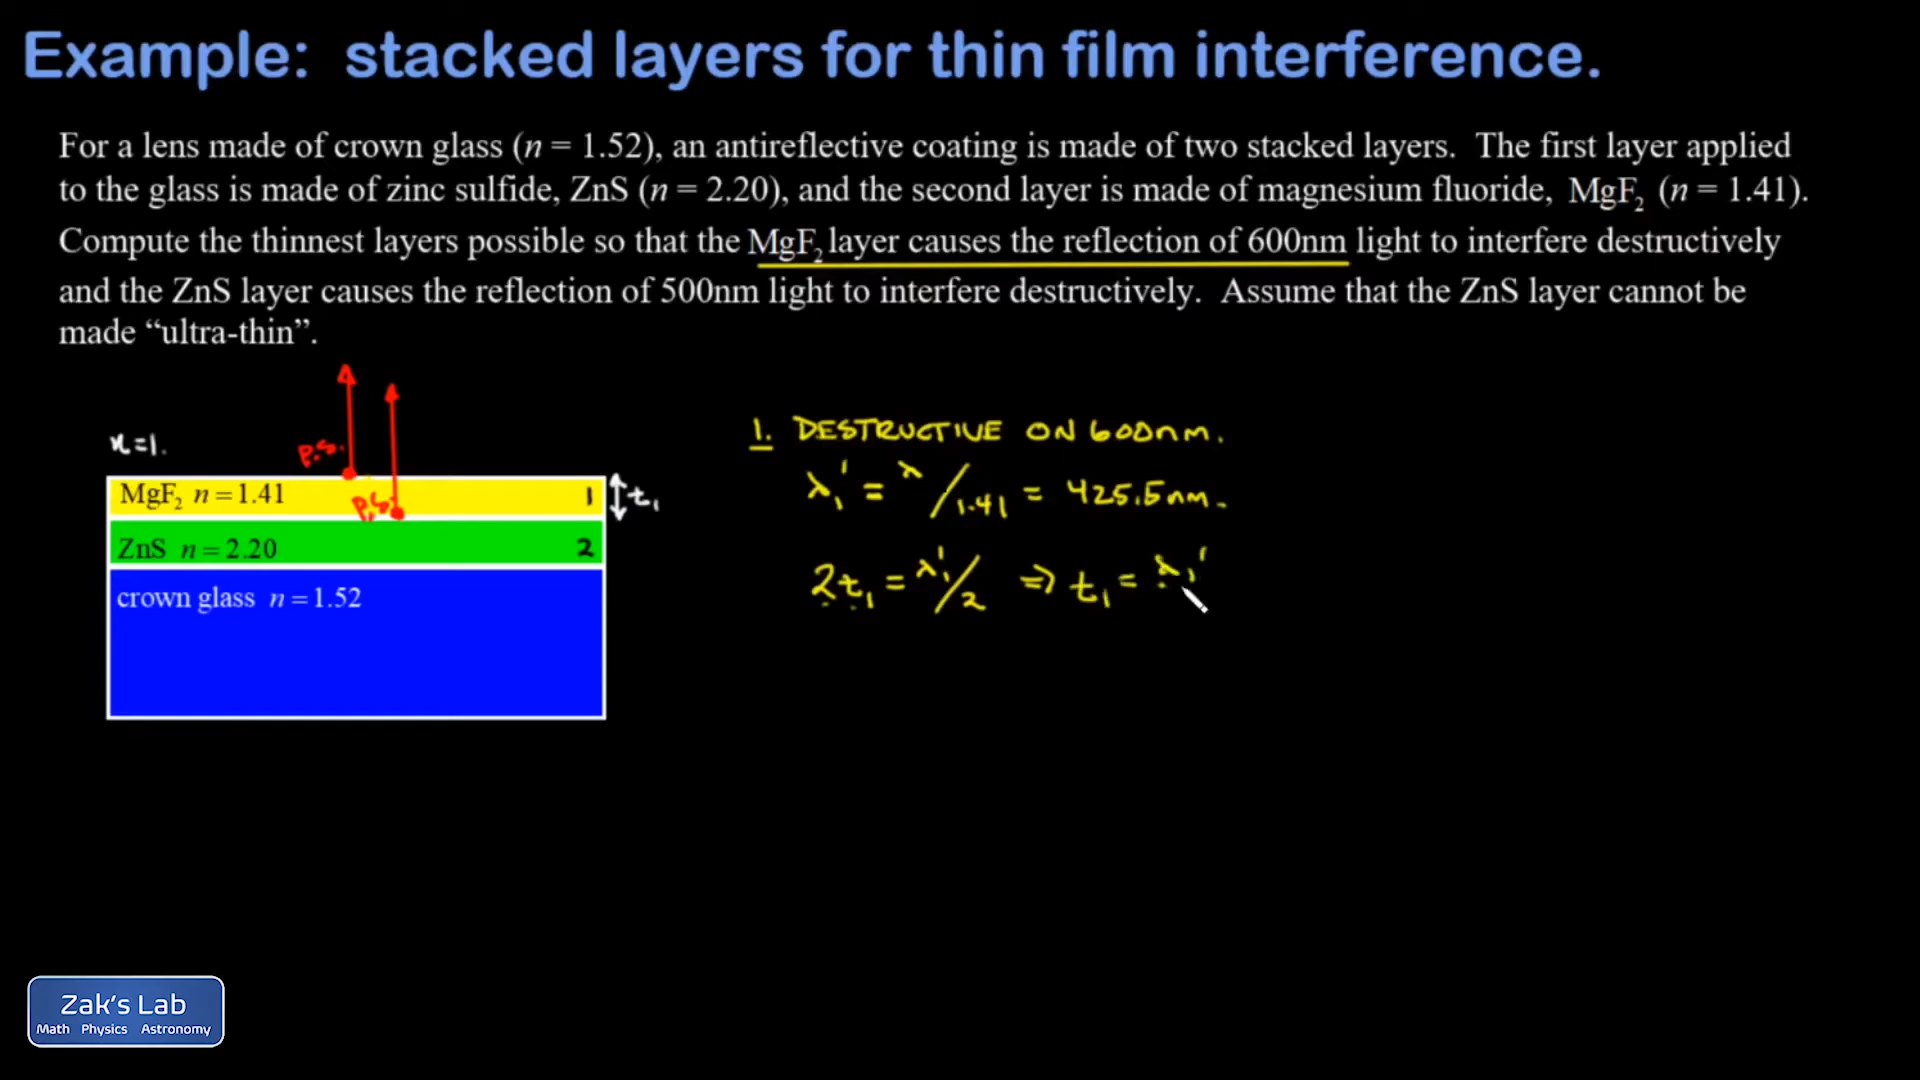 Example: stacked layers for thin film interference.
For a lens made of crown glass (n = 1.52), an antireflective coating is made of two stacked layers. The first layer applied
to the glass is made of zinc sulfide, ZnS (n = 2.20), and the second layer is made of magnesium fluoride, MgF₂ (n = 1.41).
Compute the thinnest layers possible so that the MgF₂ layer causes the reflection of 600nm light to interfere destructively
and the ZnS layer causes the reflection of 500nm light to interfere destructively. Assume that the ZnS layer cannot be
made “ultra-thin”.
n=1.
P.S.
MgF₂ n = 1.41
P.S.
1
t₁
ZnS n = 2.20
2
crown glass n = 1.52
1. DESTRUCTIVE ON 600nm.
λ₁' = λ/1.41 = 425.5nm.
2t₁ = λ₁'/2 ⇒ t₁ = λ₁'
Zak's Lab
Math Physics Astronomy